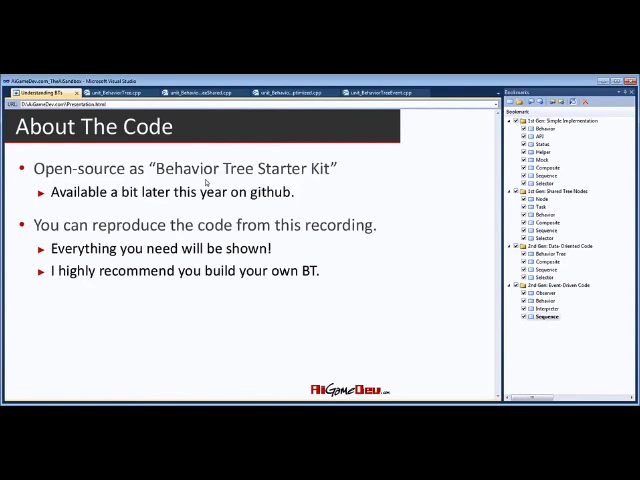 AiGameDev.com_TheAiSandbox - Microsoft Visual Studio
Understanding BTs
unit_BehaviorTree.cpp
unit_Behavio...eeShared.cpp
unit_Behavio...ptimized.cpp
unit_BehaviorTreeEvent.cpp
URL: D:\AiGameDev.com\Presentation.html
About The Code
• Open-source as “Behavior Tree Starter Kit”
Available a bit later this year on github.
• You can reproduce the code from this recording.
Everything you need will be shown!
I highly recommend you build your own BT.
AiGameDev.com
Bookmarks
Bookmark
1st Gen: Simple Implementation
Behavior
API
Status
Helper
Mock
Composite
Sequence
Selector
1st Gen: Shared Tree Nodes
Node
Task
Behavior
Composite
Sequence
Selector
2nd Gen: Data-Oriented Code
Behavior Tree
Composite
Sequence
Selector
2nd Gen: Event-Driven Code
Observer
Behavior
Interpreter
Sequence